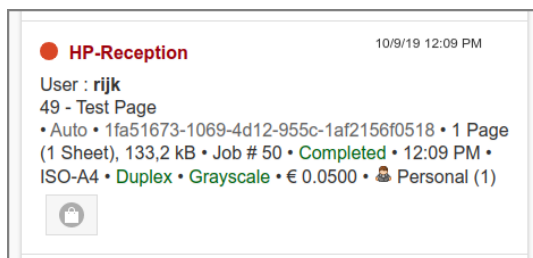 HP-Reception 10/9/19 12:09 PM
User : rijk
49 - Test Page
• Auto • 1fa51673-1069-4d12-955c-1af2156f0518 • 1 Page
(1 Sheet), 133,2 kB • Job # 50 • Completed • 12:09 PM •
ISO-A4 • Duplex • Grayscale • € 0.0500 • Personal (1)